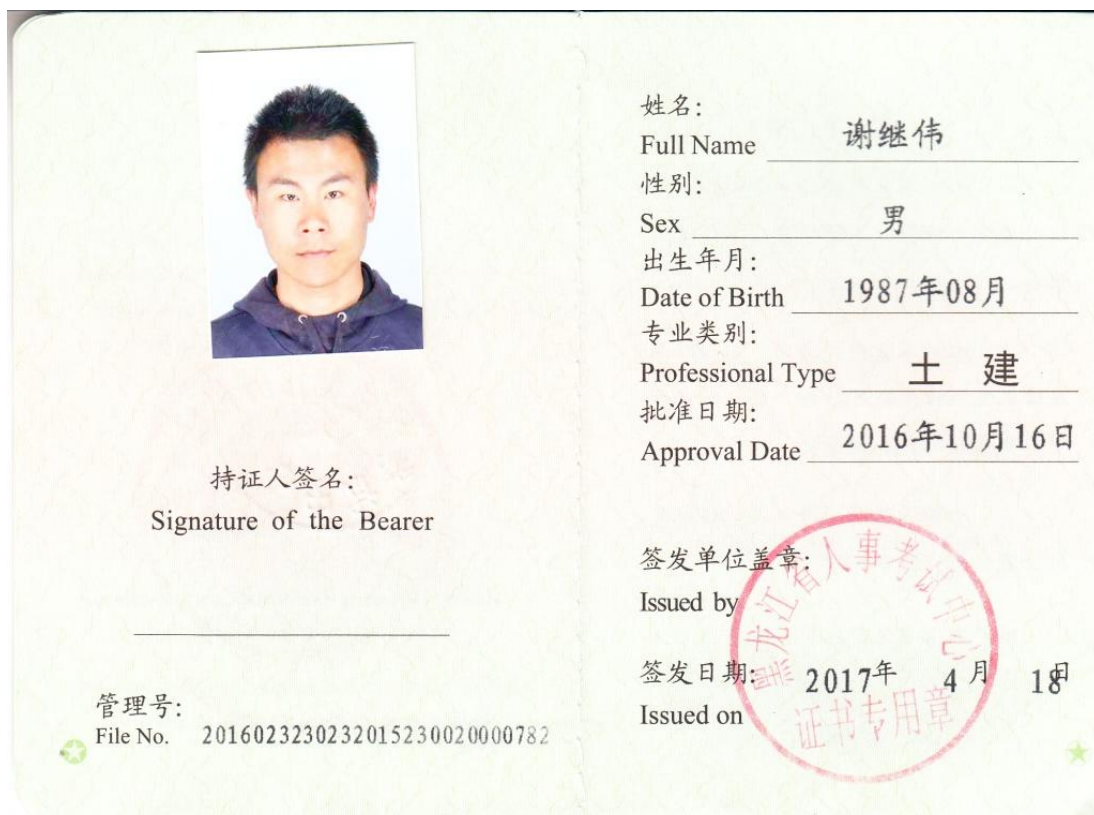 持证人签名:
Signature of the Bearer
管理号:
File No. 2016023230232015230020000782
姓名:
Full Name 谢继伟
性别:
Sex 男
出生年月:
Date of Birth 1987年08月
专业类别:
Professional Type 土 建
批准日期:
Approval Date 2016年10月16日
签发单位盖章:
Issued by
黑龙江省人事考试中心
证书专用章
签发日期: 2017年 4月 18日
Issued on